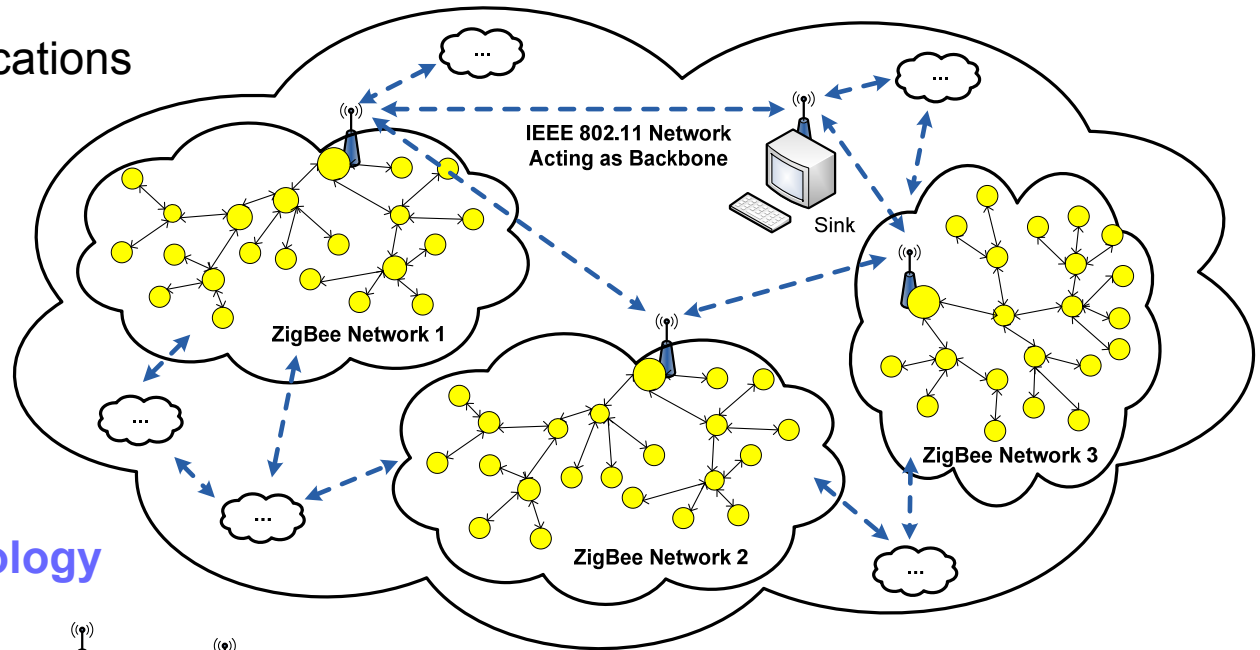 cations
...
...
IEEE 802.11 Network
Acting as Backbone
Sink
ZigBee Network 1
...
ZigBee Network 3
...
ZigBee Network 2
ology
...